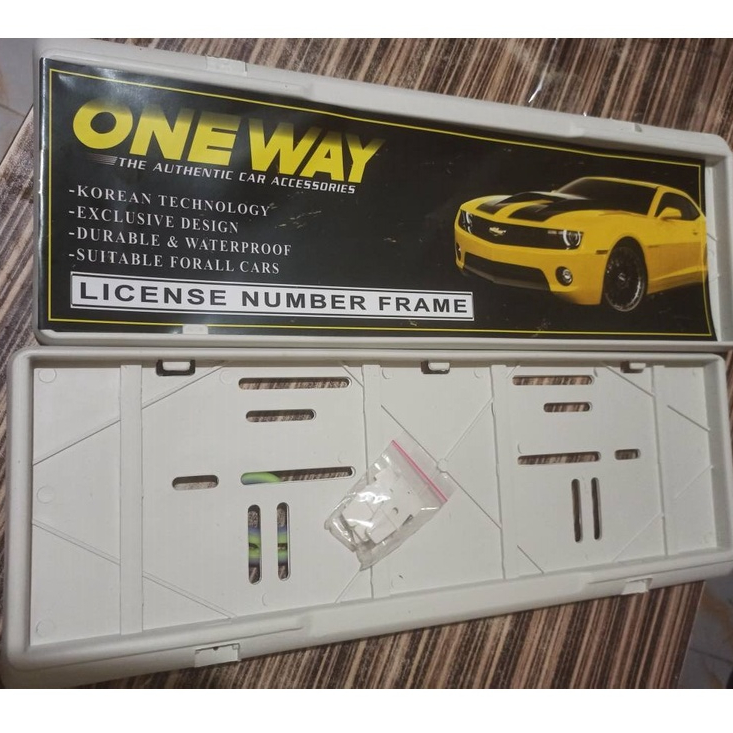 ONEWAY
THE AUTHENTIC CAR ACCESSORIES
-KOREAN TECHNOLOGY
-EXCLUSIVE DESIGN
-DURABLE & WATERPROOF
-SUITABLE FORALL CARS
LICENSE NUMBER FRAME